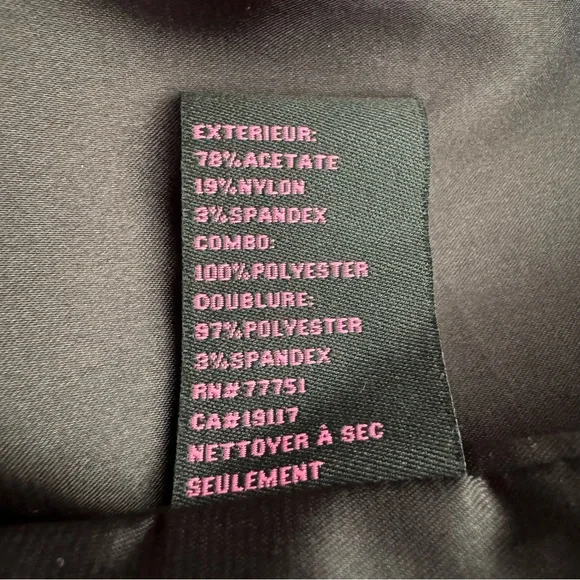 EXTERIEUR:
78%ACETATE
19%NYLON
3%SPANDEX
COMBO:
100%POLYESTER
DOUBLURE:
97%POLYESTER
3%SPANDEX
RN#77751
CA#19117
NETTOYER À SEC
SEULEMENT